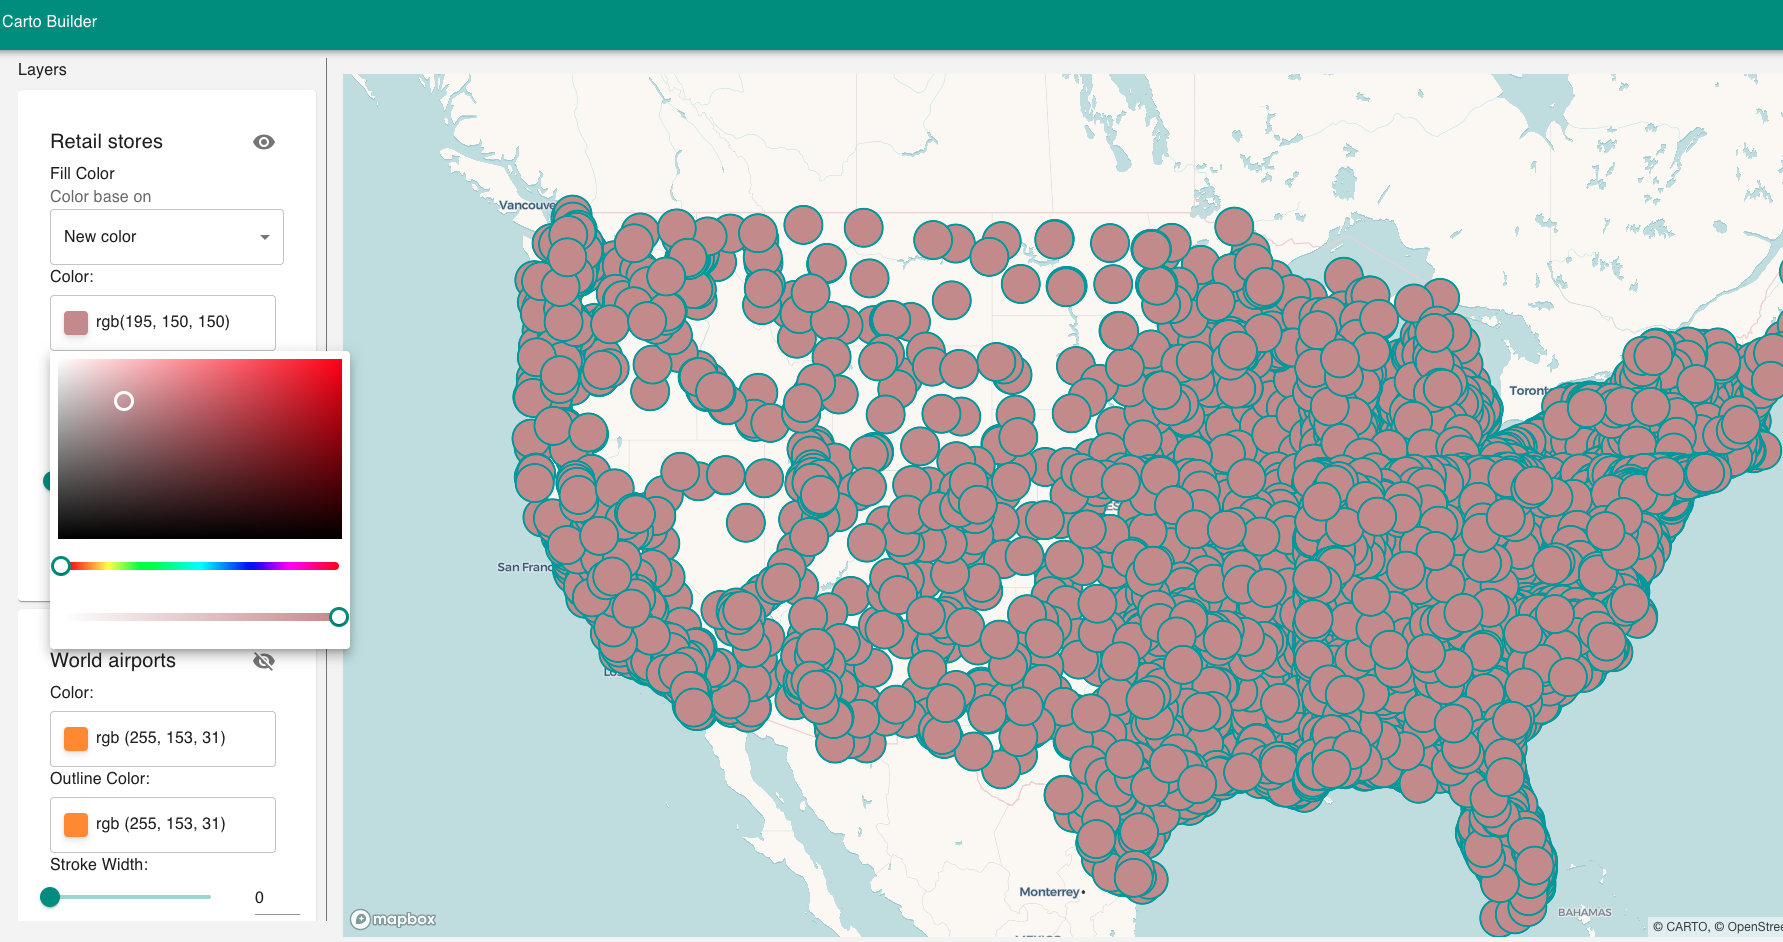 Carto Builder
Layers
Retail stores
Fill Color
Color base on
New color
Color:
rgb(195, 150, 150)
World airports
Color:
rgb (255, 153, 31)
Outline Color:
rgb (255, 153, 31)
Stroke Width:
0
Vancouve
Toront
San Franc
Monterrey
BAHAMAS
mapbox
© CARTO, © OpenStree